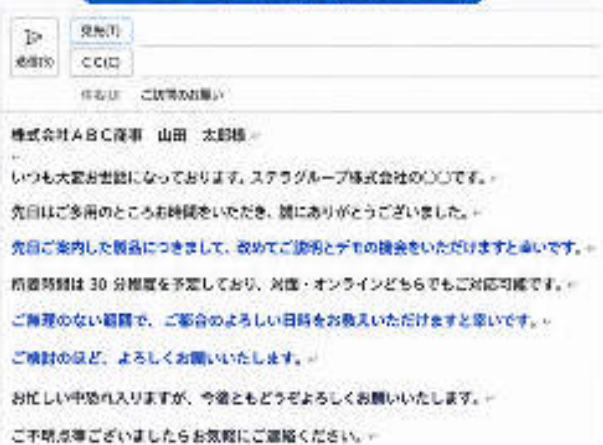 宛先(T)
送信(S)
CC(C)
件名(U) ご訪問のお願い
株式会社ABC商事 山田 太郎様
いつも大変お世話になっております。ステラグループ株式会社の〇〇です。
先日はご多用のところお時間をいただき、誠にありがとうございました。
先日ご案内した製品につきまして、改めてご説明とデモの機会をいただけますと幸いです。
所要時間は 30 分程度を予定しており、対面・オンラインどちらでもご対応可能です。
ご無理のない範囲で、ご都合のよろしい日時をお教えいただけますと幸いです。
ご検討のほど、よろしくお願いいたします。
お忙しい中恐れ入りますが、今後ともどうぞよろしくお願いいたします。
ご不明点等ございましたらお気軽にご連絡ください。